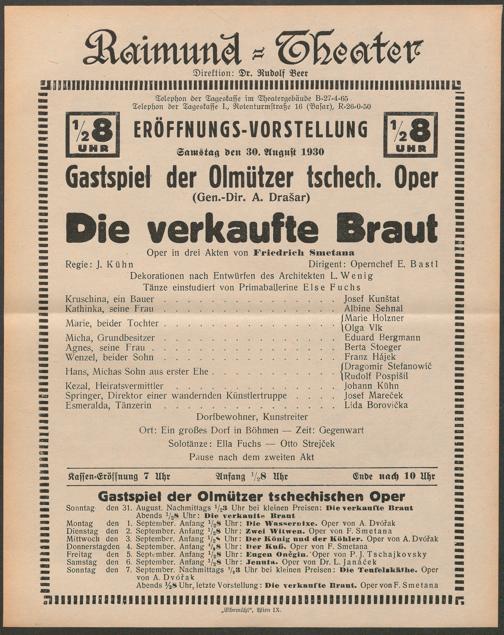 Raimund-Theater
Direktion: Dr. Rudolf Beer
Telephon der Tageskasse im Theatergebäude B-27-4-65
Telephon der Tageskasse I., Rotenturmstraße 16 (Basar), R-26-0-50
1/2 8 UHR
ERÖFFNUNGS-VORSTELLUNG
1/2 8 UHR
Samstag den 30. August 1930
Gastspiel der Olmützer tschech. Oper
(Gen.-Dir. A. Drašar)
Die verkaufte Braut
Oper in drei Akten von Friedrich Smetana
Regie: J. Kühn Dirigent: Opernchef E. Bastl
Dekorationen nach Entwürfen des Architekten L. Wenig
Tänze einstudiert von Primaballerine Else Fuchs
Kruschina, ein Bauer . . . . . . . . . . Josef Kunštat
Kathinka, seine Frau . . . . . . . . . . Albine Sehnal
Marie, beider Tochter . . . . . . . . . . {Marie Holzner
{Olga Vlk
Micha, Grundbesitzer . . . . . . . . . . Eduard Hergmann
Agnes, seine Frau . . . . . . . . . . Berta Stoeger
Wenzel, beider Sohn . . . . . . . . . . Franz Hájek
Hans, Michas Sohn aus erster Ehe . . . . . . . . . . {Dragomir Stefanowič
{Rudolf Pospišil
Kezal, Heiratsvermittler . . . . . . . . . . Johann Kühn
Springer, Direktor einer wandernden Künstlertruppe . . . . Josef Mareček
Esmeralda, Tänzerin . . . . . . . . . . Lida Borovička
Dorfbewohner, Kunstreiter
Ort: Ein großes Dorf in Böhmen — Zeit: Gegenwart
Solotänze: Ella Fuchs — Otto Strejček
Pause nach dem zweiten Akt
Kassen-Eröffnung 7 Uhr Anfang 1/2 8 Uhr Ende nach 10 Uhr
Gastspiel der Olmützer tschechischen Oper
Sonntag den 31. August. Nachmittags 1/2 3 Uhr bei kleinen Preisen: Die verkaufte Braut
Abends 1/2 8 Uhr: Die verkaufte Braut
Montag den 1. September. Anfang 1/2 8 Uhr: Die Wassernixe. Oper von A. Dvořák
Dienstag den 2. September. Anfang 1/2 8 Uhr: Zwei Witwen. Oper von F. Smetana
Mittwoch den 3. September. Anfang 1/2 8 Uhr: Der König und der Köhler. Oper von A. Dvořák
Donnerstag den 4. September. Anfang 1/2 8 Uhr: Der Kuß. Oper von F. Smetana
Freitag den 5. September. Anfang 1/2 8 Uhr: Eugen Onégin. Oper von P. J. Tschajkovsky
Samstag den 6. September. Anfang 1/2 8 Uhr: Jenufa. Oper von Dr. L. Janáček
Sonntag den 7. September. Nachmittags 1/2 3 Uhr bei kleinen Preisen: Die Teufelskäthe. Oper
von A. Dvořák
Abends 1/2 8 Uhr, letzte Vorstellung: Die verkaufte Braut. Oper von F. Smetana
„Elbemühl“, Wien IX.